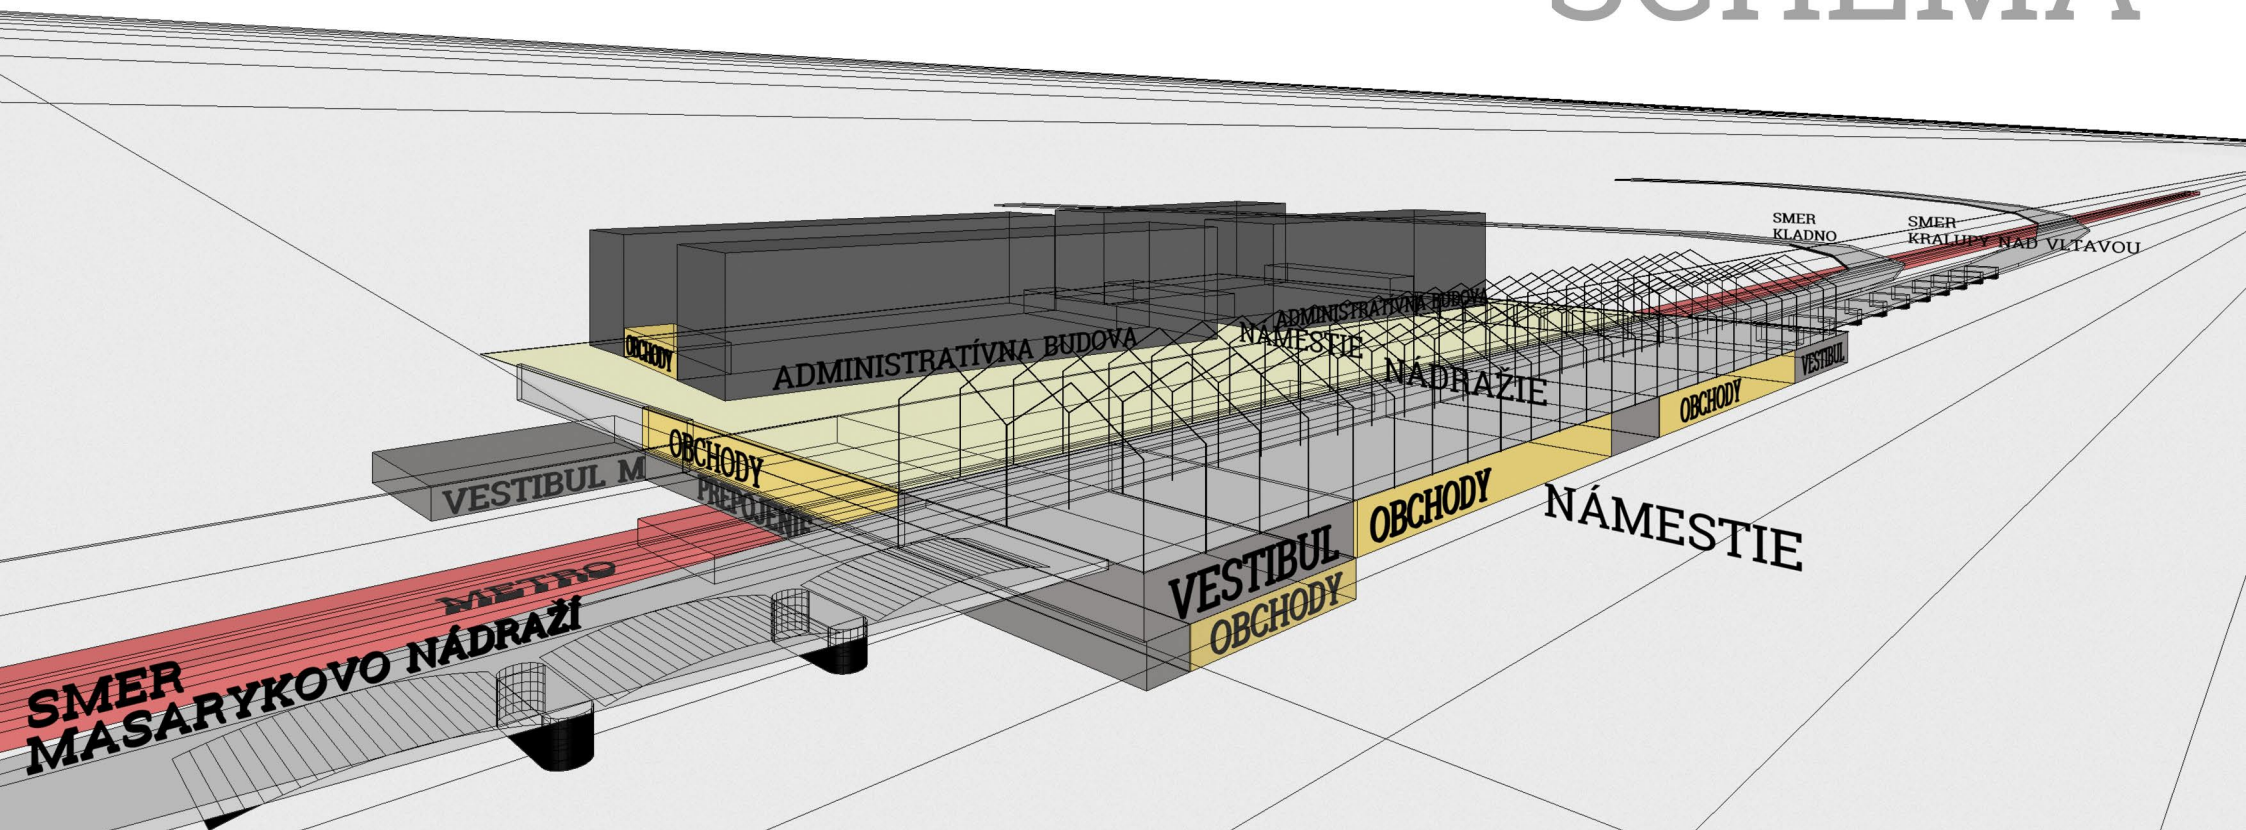 SCHÉMA
SMER
KLADNO
SMER
KRALUPY NAD VLTAVOU
ADMINISTRATÍVNA BUDOVA
NÁMESTIE
OBCHODY
ADMINISTRATÍVNA BUDOVA
NÁDRAŽIE
VESTIBUL
OBCHODY
OBCHODY
VESTIBUL M
PREPOJENIE
OBCHODY
NÁMESTIE
VESTIBUL
OBCHODY
METRO
SMER
MASARYKOVO NÁDRAŽÍ